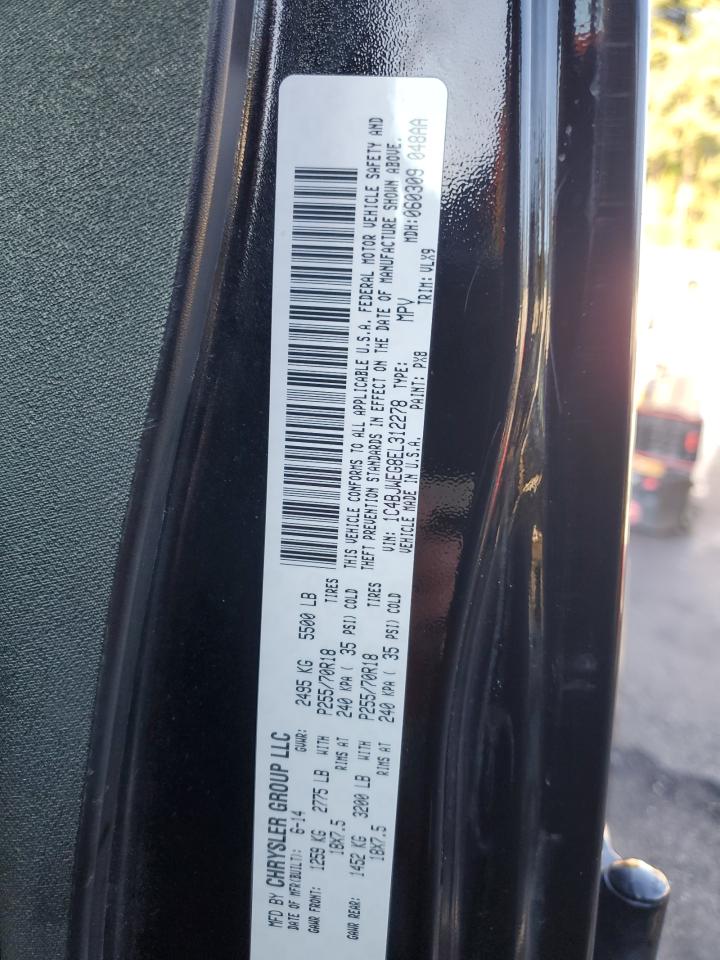 MFD BY CHRYSLER GROUP LLC
DATE OF MFR(BUILT): 6-14 GVWR: 2495 KG 5500 LB
GAWR FRONT: 1259 KG 2775 LB WITH P255/70R18 TIRES
18X7.5 RIMS AT 240 KPA ( 35 PSI) COLD
GAWR REAR: 1452 KG 3200 LB WITH P255/70R18 TIRES
18X7.5 RIMS AT 240 KPA ( 35 PSI) COLD
THIS VEHICLE CONFORMS TO ALL APPLICABLE U.S.A. FEDERAL MOTOR VEHICLE SAFETY AND
THEFT PREVENTION STANDARDS IN EFFECT ON THE DATE OF MANUFACTURE SHOWN ABOVE.
VIN: 1C4BJWEG8EL312278 TYPE: MPV MDH:060309 048AA
VEHICLE MADE IN U.S.A. PAINT: PX8 TRIM: VLX9